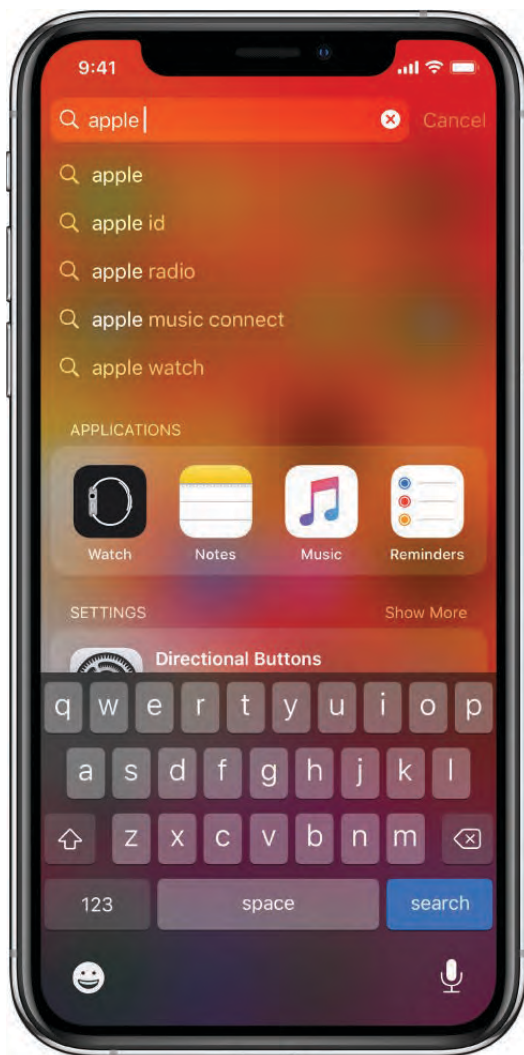 9:41
apple
Cancel
apple
apple id
apple radio
apple music connect
apple watch
APPLICATIONS
Watch Notes Music Reminders
SETTINGS Show More
Directional Buttons
q w e r t y u i o p
a s d f g h j k l
z x c v b n m
123 space search